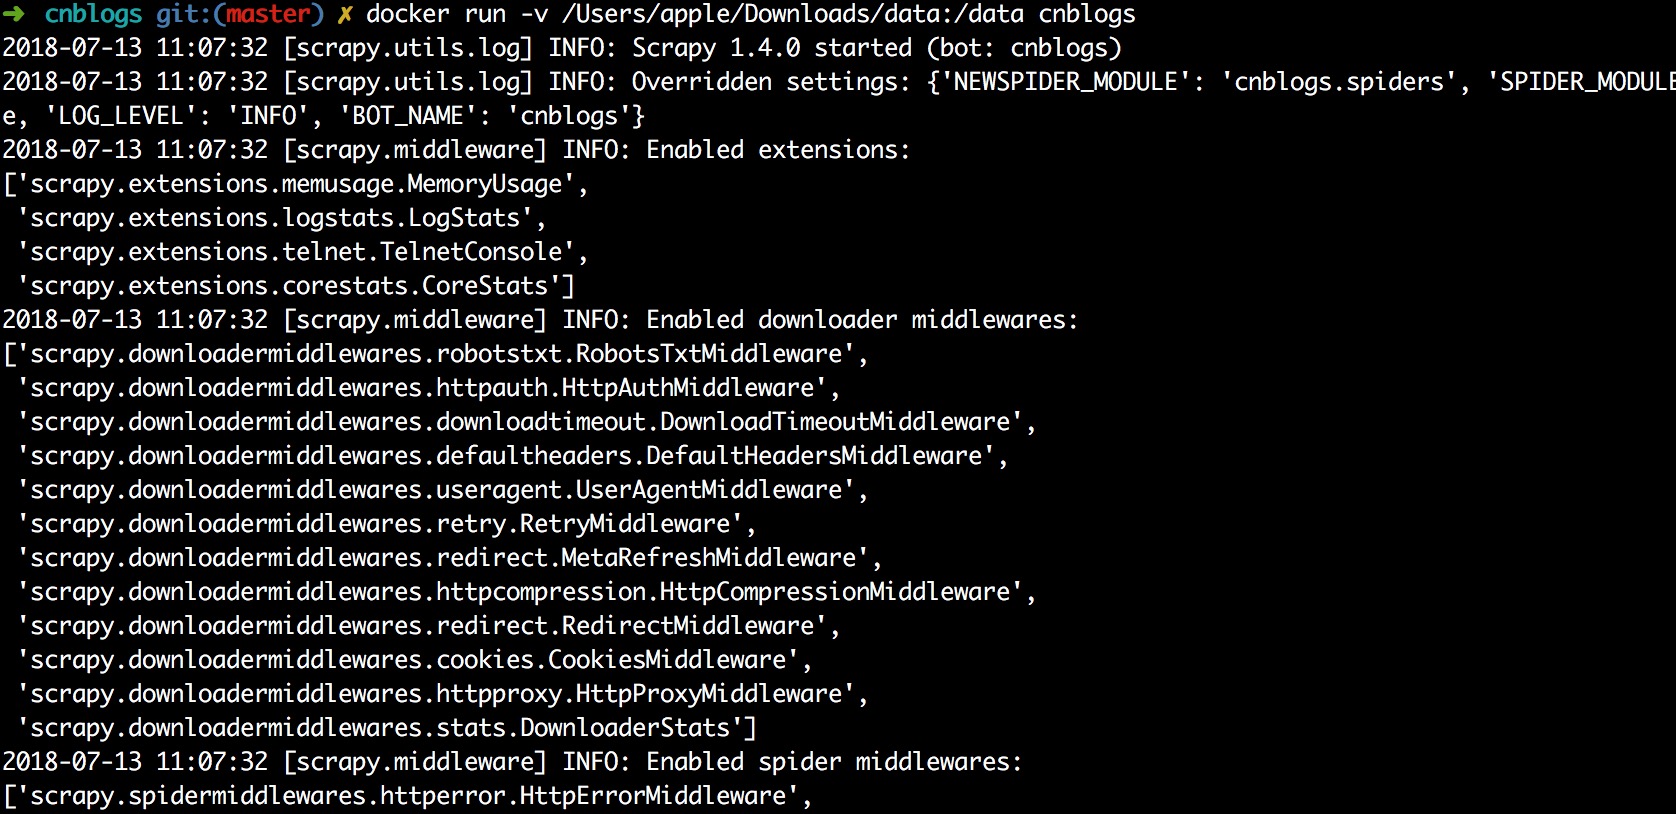 ➜ cnblogs git:(master) ✗ docker run -v /Users/apple/Downloads/data:/data cnblogs
2018-07-13 11:07:32 [scrapy.utils.log] INFO: Scrapy 1.4.0 started (bot: cnblogs)
2018-07-13 11:07:32 [scrapy.utils.log] INFO: Overridden settings: {'NEWSPIDER_MODULE': 'cnblogs.spiders', 'SPIDER_MODULE
e, 'LOG_LEVEL': 'INFO', 'BOT_NAME': 'cnblogs'}
2018-07-13 11:07:32 [scrapy.middleware] INFO: Enabled extensions:
['scrapy.extensions.memusage.MemoryUsage',
 'scrapy.extensions.logstats.LogStats',
 'scrapy.extensions.telnet.TelnetConsole',
 'scrapy.extensions.corestats.CoreStats']
2018-07-13 11:07:32 [scrapy.middleware] INFO: Enabled downloader middlewares:
['scrapy.downloadermiddlewares.robotstxt.RobotsTxtMiddleware',
 'scrapy.downloadermiddlewares.httpauth.HttpAuthMiddleware',
 'scrapy.downloadermiddlewares.downloadtimeout.DownloadTimeoutMiddleware',
 'scrapy.downloadermiddlewares.defaultheaders.DefaultHeadersMiddleware',
 'scrapy.downloadermiddlewares.useragent.UserAgentMiddleware',
 'scrapy.downloadermiddlewares.retry.RetryMiddleware',
 'scrapy.downloadermiddlewares.redirect.MetaRefreshMiddleware',
 'scrapy.downloadermiddlewares.httpcompression.HttpCompressionMiddleware',
 'scrapy.downloadermiddlewares.redirect.RedirectMiddleware',
 'scrapy.downloadermiddlewares.cookies.CookiesMiddleware',
 'scrapy.downloadermiddlewares.httpproxy.HttpProxyMiddleware',
 'scrapy.downloadermiddlewares.stats.DownloaderStats']
2018-07-13 11:07:32 [scrapy.middleware] INFO: Enabled spider middlewares:
['scrapy.spidermiddlewares.httperror.HttpErrorMiddleware',